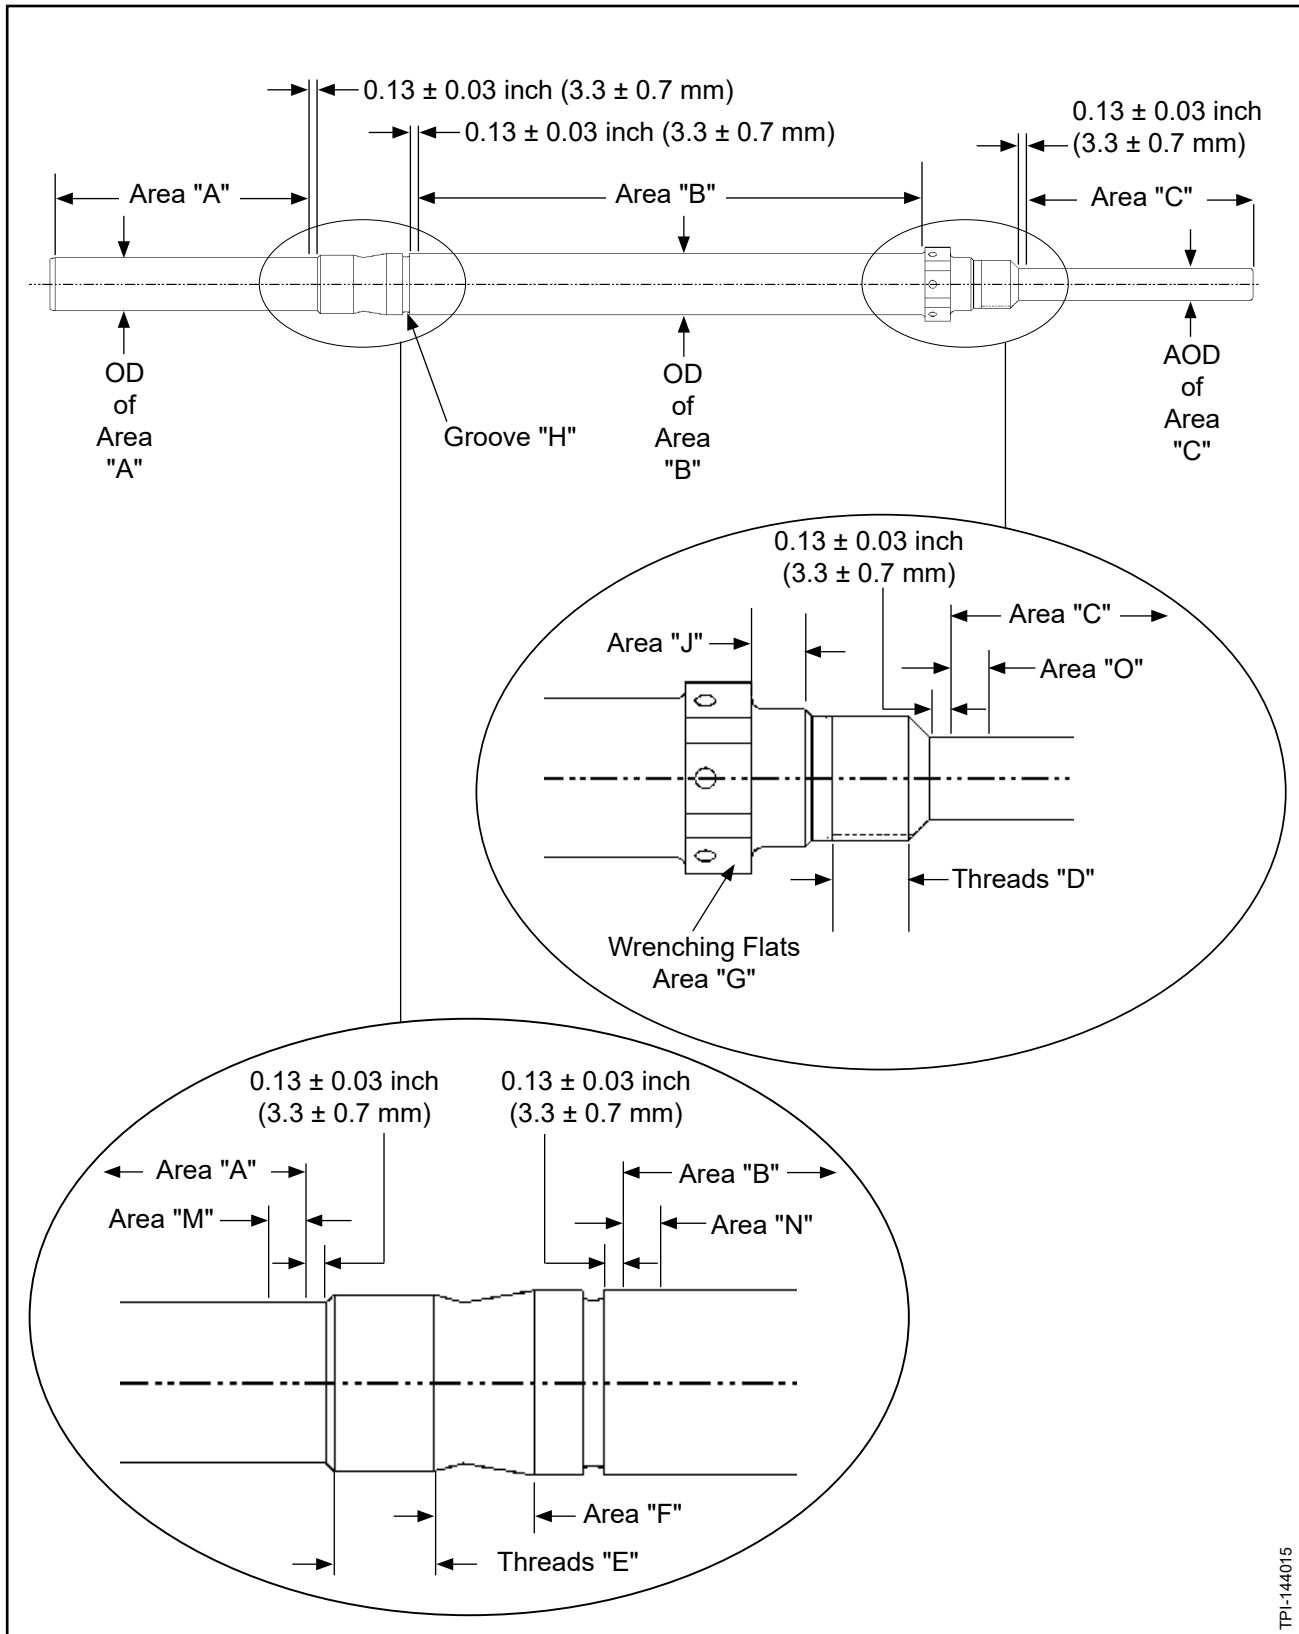 0.13 ± 0.03 inch (3.3 ± 0.7 mm)
0.13 ± 0.03 inch (3.3 ± 0.7 mm)
0.13 ± 0.03 inch
(3.3 ± 0.7 mm)
Area "A"
Area "B"
Area "C"
OD
of
Area
"A"
Groove "H"
OD
of
Area
"B"
AOD
of
Area
"C"
0.13 ± 0.03 inch
(3.3 ± 0.7 mm)
Area "C"
Area "J"
Area "O"
Threads "D"
Wrenching Flats
Area "G"
0.13 ± 0.03 inch
(3.3 ± 0.7 mm)
0.13 ± 0.03 inch
(3.3 ± 0.7 mm)
Area "A"
Area "B"
Area "M"
Area "N"
Area "F"
Threads "E"
TPI-144015